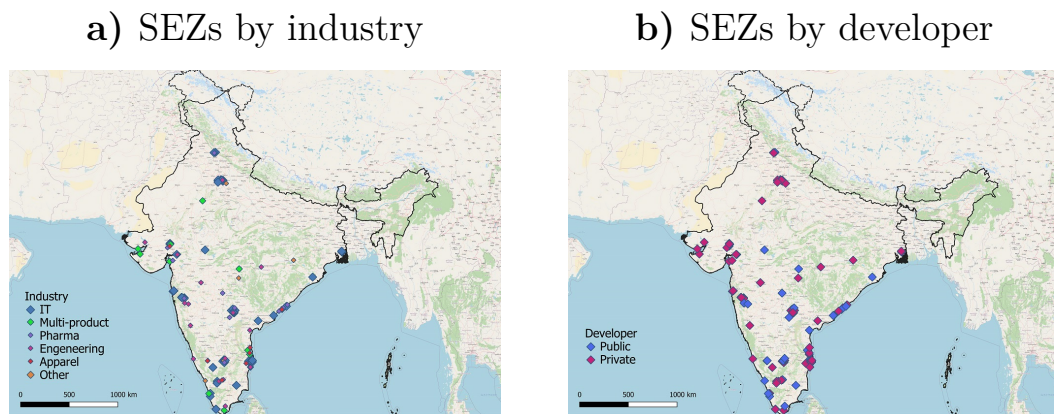 a) SEZs by industry
Industry
IT
Multi-product
Pharma
Engeneering
Apparel
Other
0 500 1000 km
b) SEZs by developer
Developer
Public
Private
0 500 1000 km